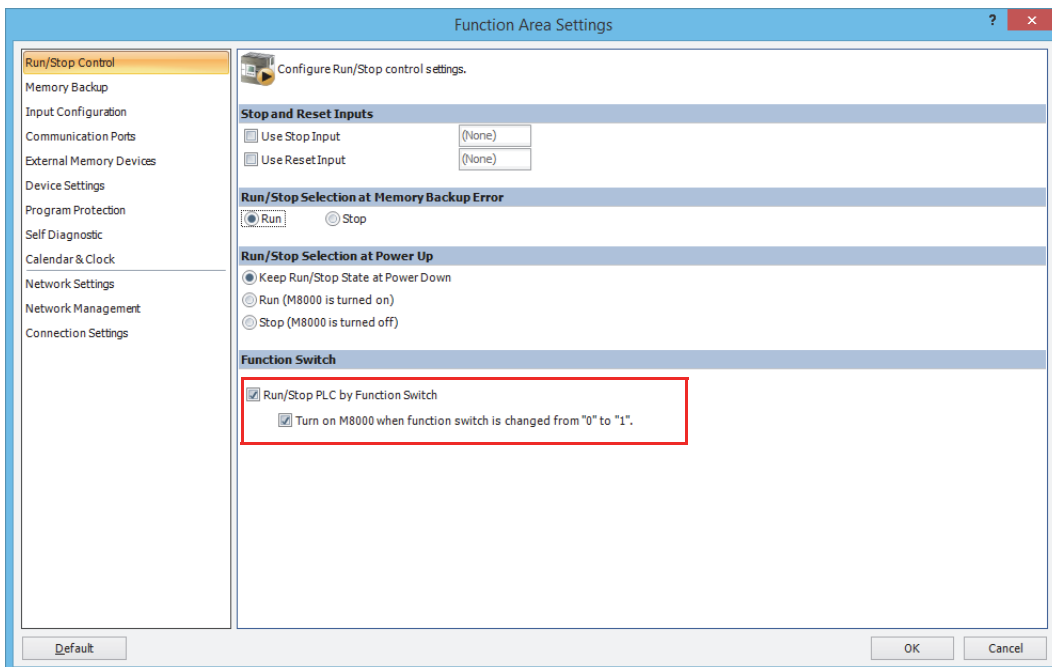 Function Area Settings
?
Run/Stop Control
Memory Backup
Input Configuration
Communication Ports
External Memory Devices
Device Settings
Program Protection
Self Diagnostic
Calendar & Clock
Network Settings
Network Management
Connection Settings
Configure Run/Stop control settings.
Stop and Reset Inputs
Use Stop Input (None)
Use Reset Input (None)
Run/Stop Selection at Memory Backup Error
Run Stop
Run/Stop Selection at Power Up
Keep Run/Stop State at Power Down
Run (M8000 is turned on)
Stop (M8000 is turned off)
Function Switch
Run/Stop PLC by Function Switch
Turn on M8000 when function switch is changed from "0" to "1".
Default OK Cancel